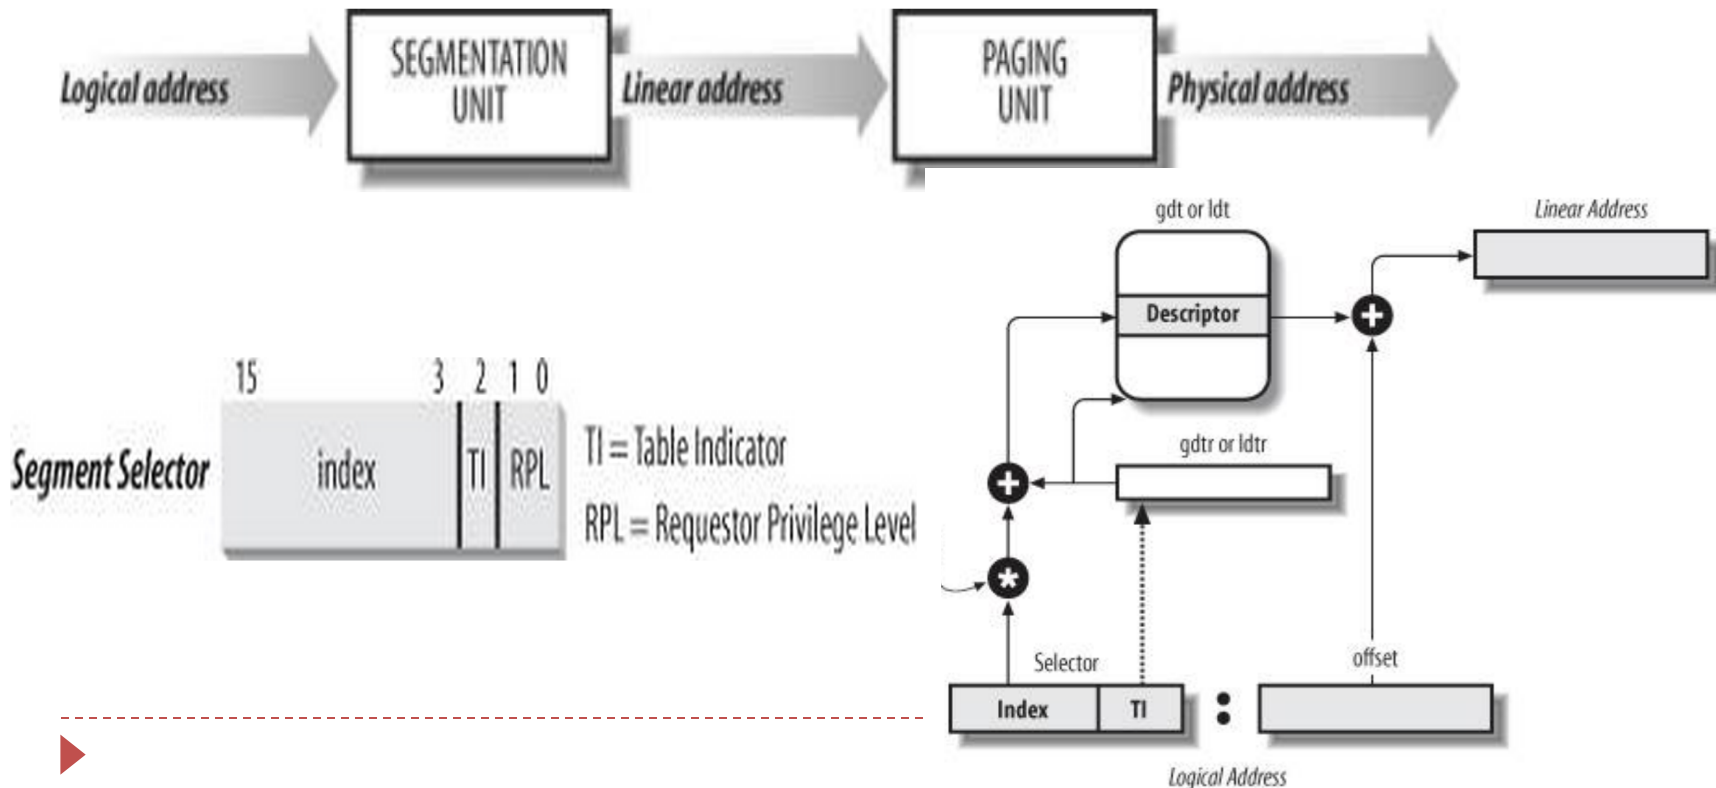 Logical address
SEGMENTATION
UNIT
Linear address
PAGING
UNIT
Physical address
gdt or ldt
Linear Address
Descriptor
15 3 2 1 0
Segment Selector
index TI RPL
TI = Table Indicator
RPL = Requestor Privilege Level
gdtr or ldtr
+
+
*
Selector
offset
Index TI :
Logical Address